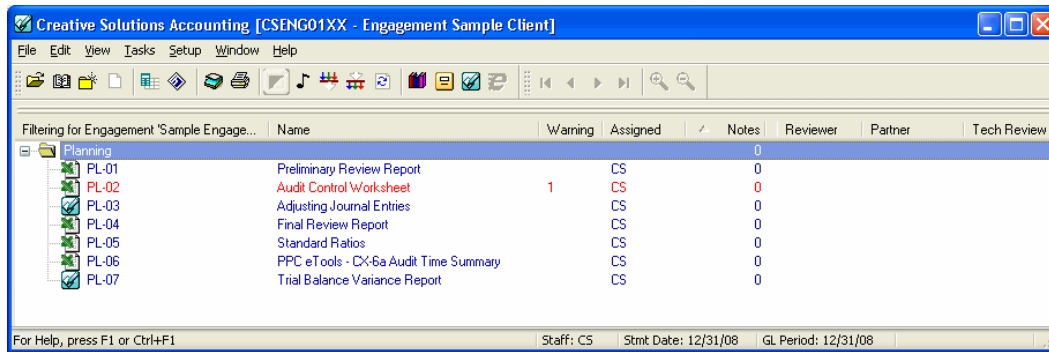 Creative Solutions Accounting [CSENG01XX - Engagement Sample Client]
File Edit View Tasks Setup Window Help
Filtering for Engagement 'Sample Engage... Name Warning Assigned Notes Reviewer Partner Tech Review
Planning 0
PL-01 Preliminary Review Report CS 0
PL-02 Audit Control Worksheet 1 CS 0
PL-03 Adjusting Journal Entries CS 0
PL-04 Final Review Report CS 0
PL-05 Standard Ratios CS 0
PL-06 PPC eTools - CX-6a Audit Time Summary CS 0
PL-07 Trial Balance Variance Report CS 0
For Help, press F1 or Ctrl+F1 Staff: CS Stmt Date: 12/31/08 GL Period: 12/31/08